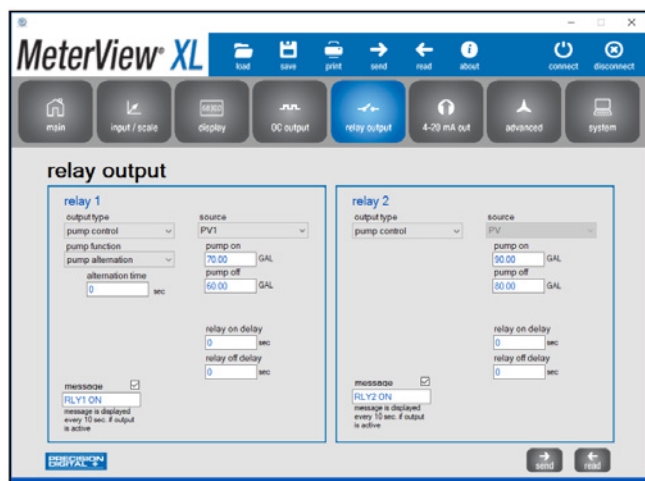 MeterView® XL
load save print send read about connect disconnect
main input / scale display DC output relay output 4-20 mA out advanced system
relay output
relay 1
output type source
pump control PV1
pump function pump on
pump alternation 70.00 GAL
alternation time pump off
0 sec 60.00 GAL
relay on delay
0 sec
relay off delay
0 sec
message
RLY1 ON
message is displayed
every 10 sec. if output
is active
relay 2
output type source
pump control PV
pump on
90.00 GAL
pump off
80.00 GAL
relay on delay
0 sec
relay off delay
0 sec
message
RLY2 ON
message is displayed
every 10 sec. if output
is active
PRECISION
DIGITAL
send read